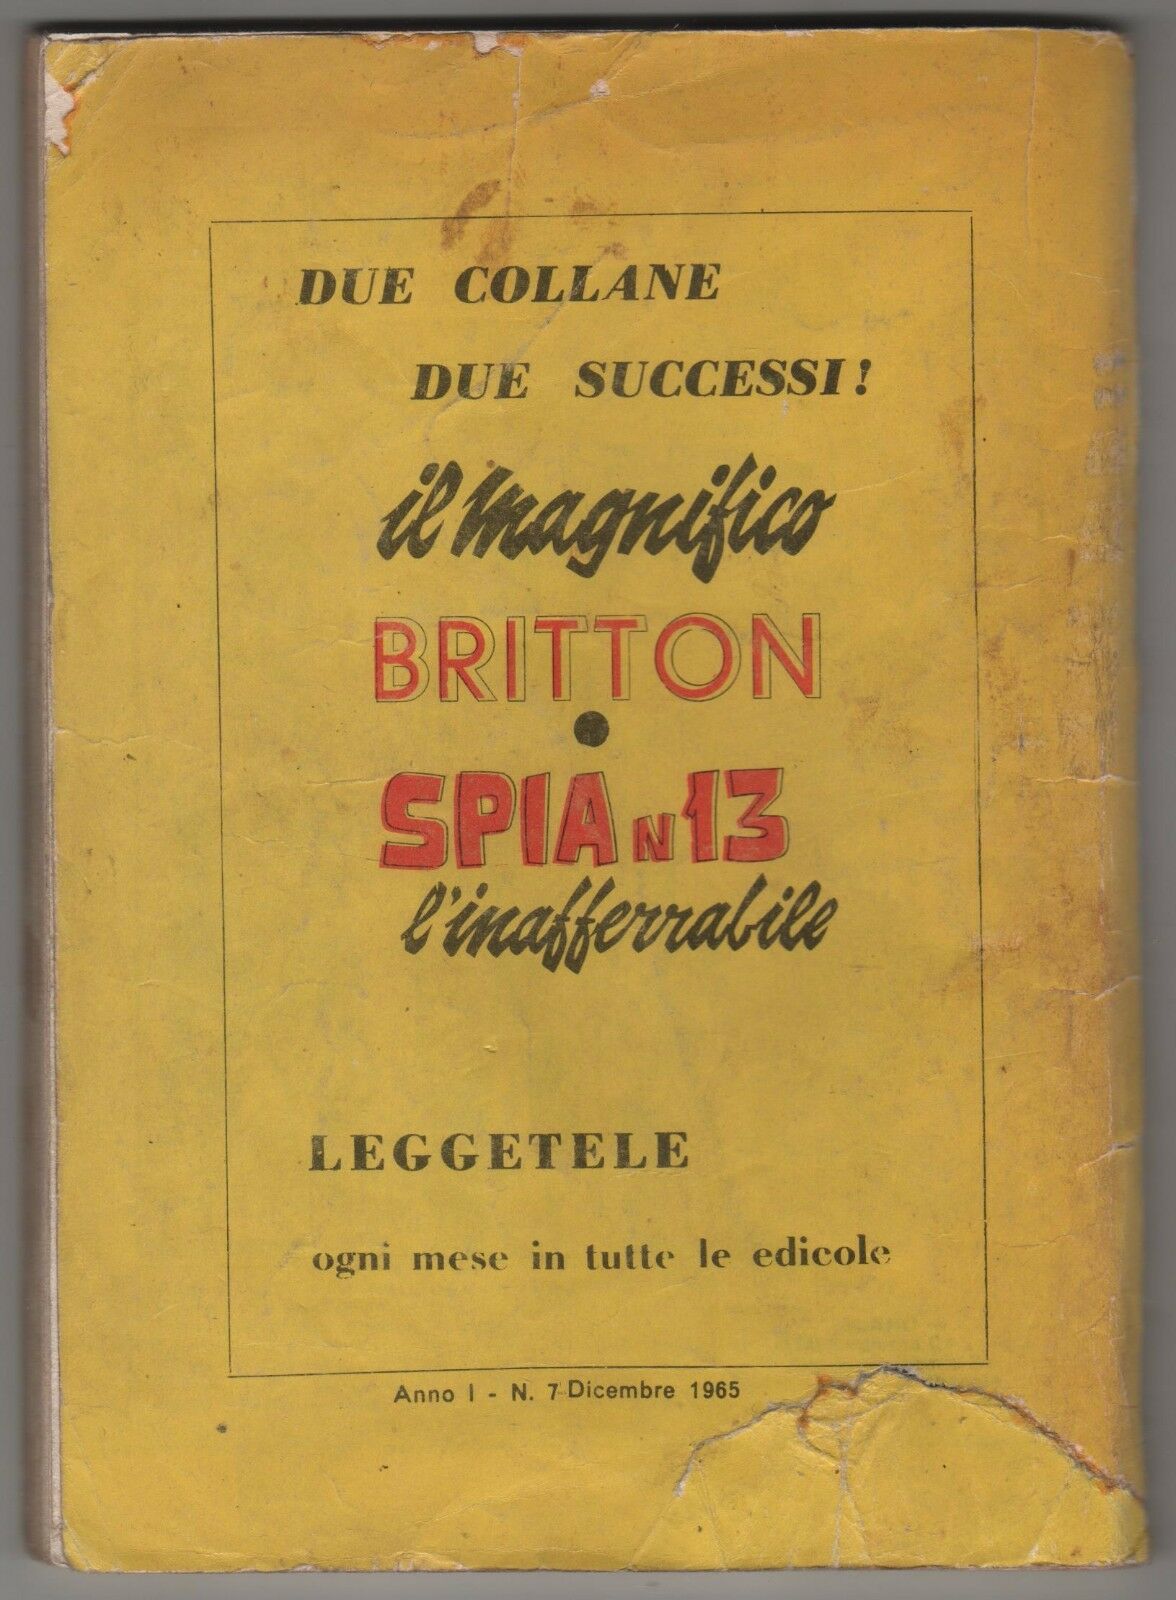 DUE COLLANE
DUE SUCCESSI!
il magnifico
BRITTON
SPIA N 13
l'inafferrabile
LEGGETELE
ogni mese in tutte le edicole
Anno I - N. 7 Dicembre 1965